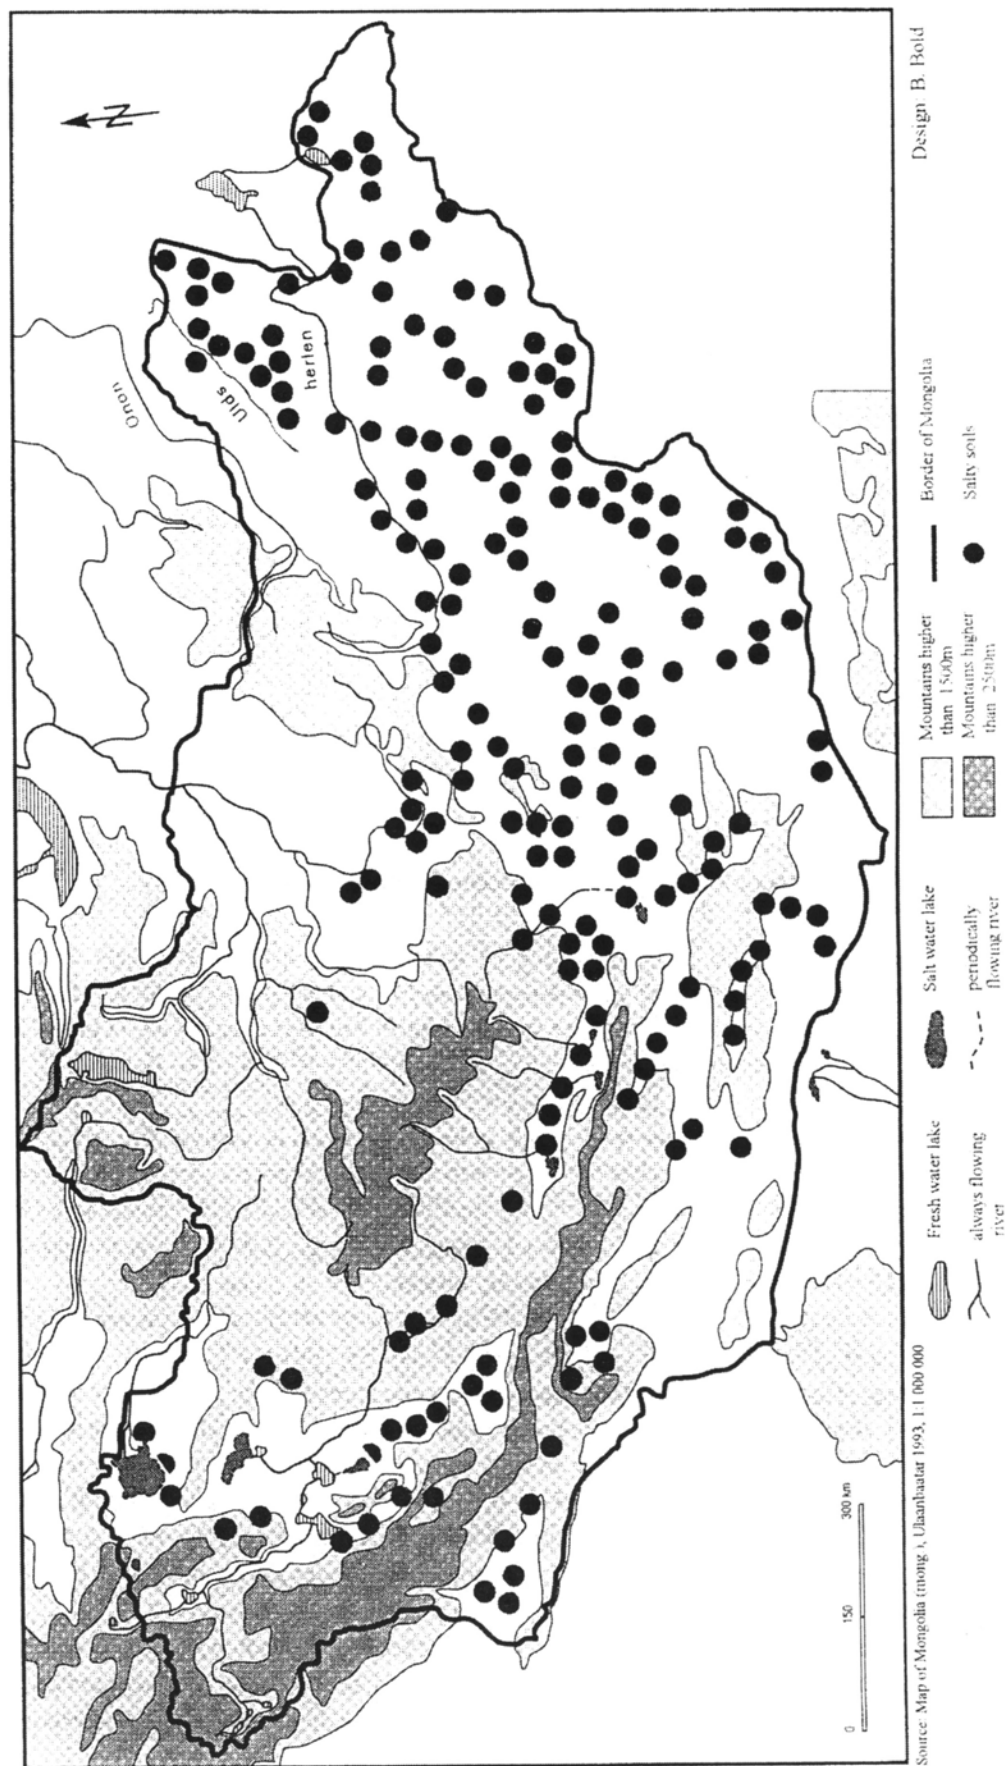 N
Onon
Ulds
herlen
0 150 300 km
Source: Map of Mongolia (mong.), Ulaanbaatar 1993, 1:1 000 000
Design: B. Bold
Fresh water lake
always flowing
river
Salt water lake
periodically
flowing river
Mountains higher
than 1500m
Mountains higher
than 2500m
Border of Mongolia
Salty soils